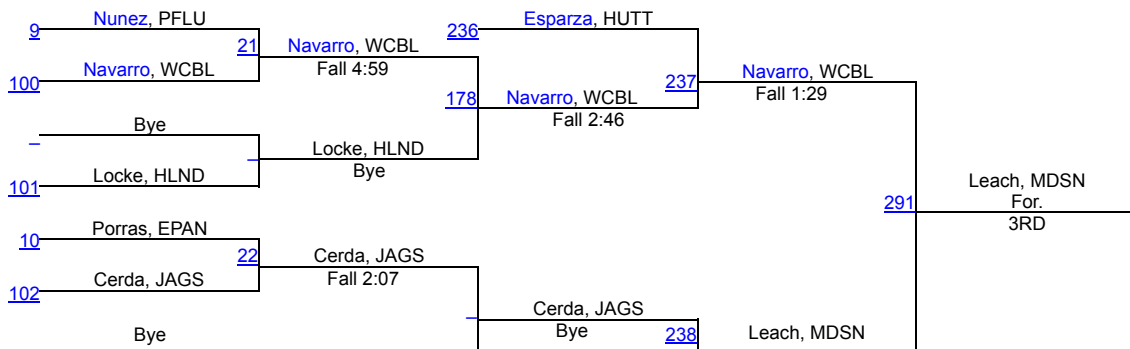 Nunez, PFLU
Esparza, HUTT
9
236
21
Navarro, WCBL
Fall 4:59
Navarro, WCBL
100
237
Navarro, WCBL
Fall 1:29
178
Navarro, WCBL
Fall 2:46
Bye
_
_
Locke, HLND
Bye
Locke, HLND
101
Leach, MDSN
For.
3RD
291
Porras, EPAN
10
22
Cerda, JAGS
Fall 2:07
Cerda, JAGS
102
_
Cerda, JAGS
Bye
Bye
238
Leach, MDSN